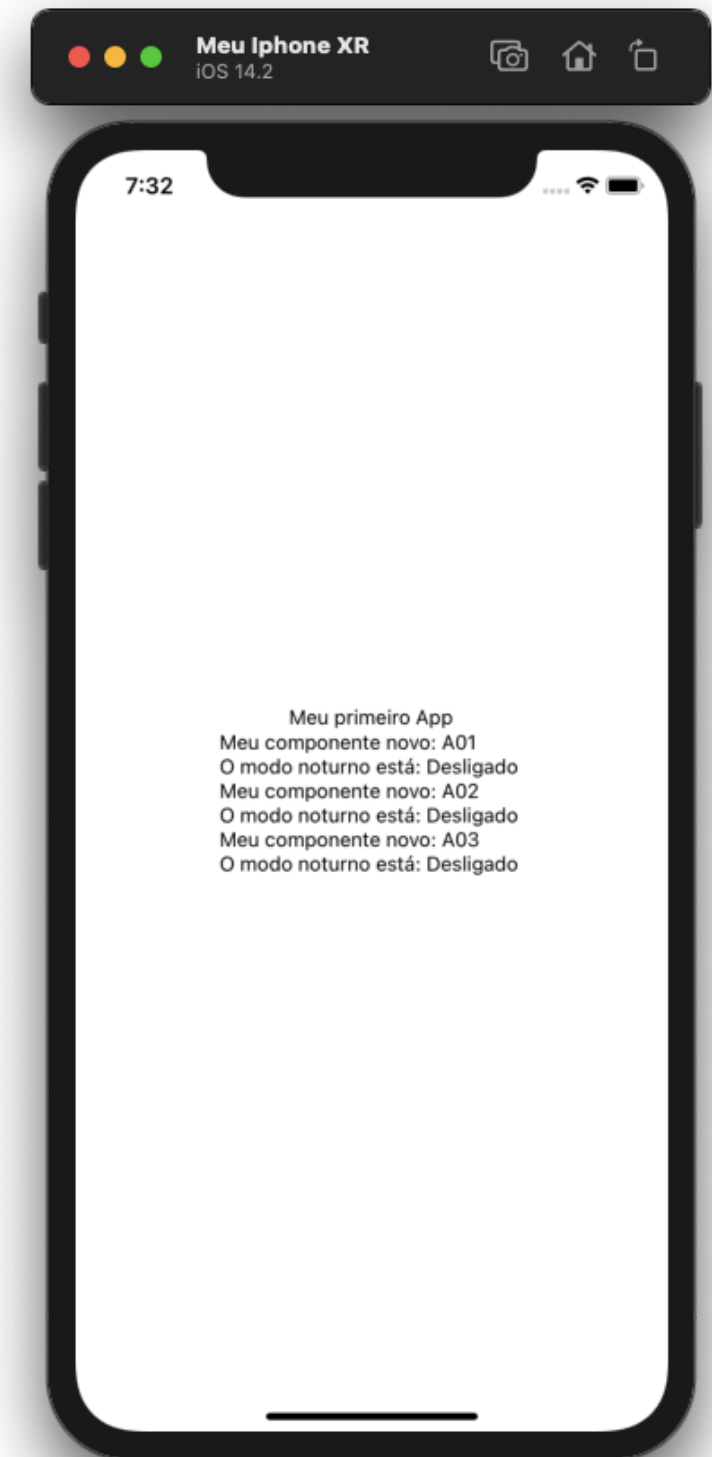 Meu Iphone XR
iOS 14.2
7:32
Meu primeiro App
Meu componente novo: A01
O modo noturno está: Desligado
Meu componente novo: A02
O modo noturno está: Desligado
Meu componente novo: A03
O modo noturno está: Desligado